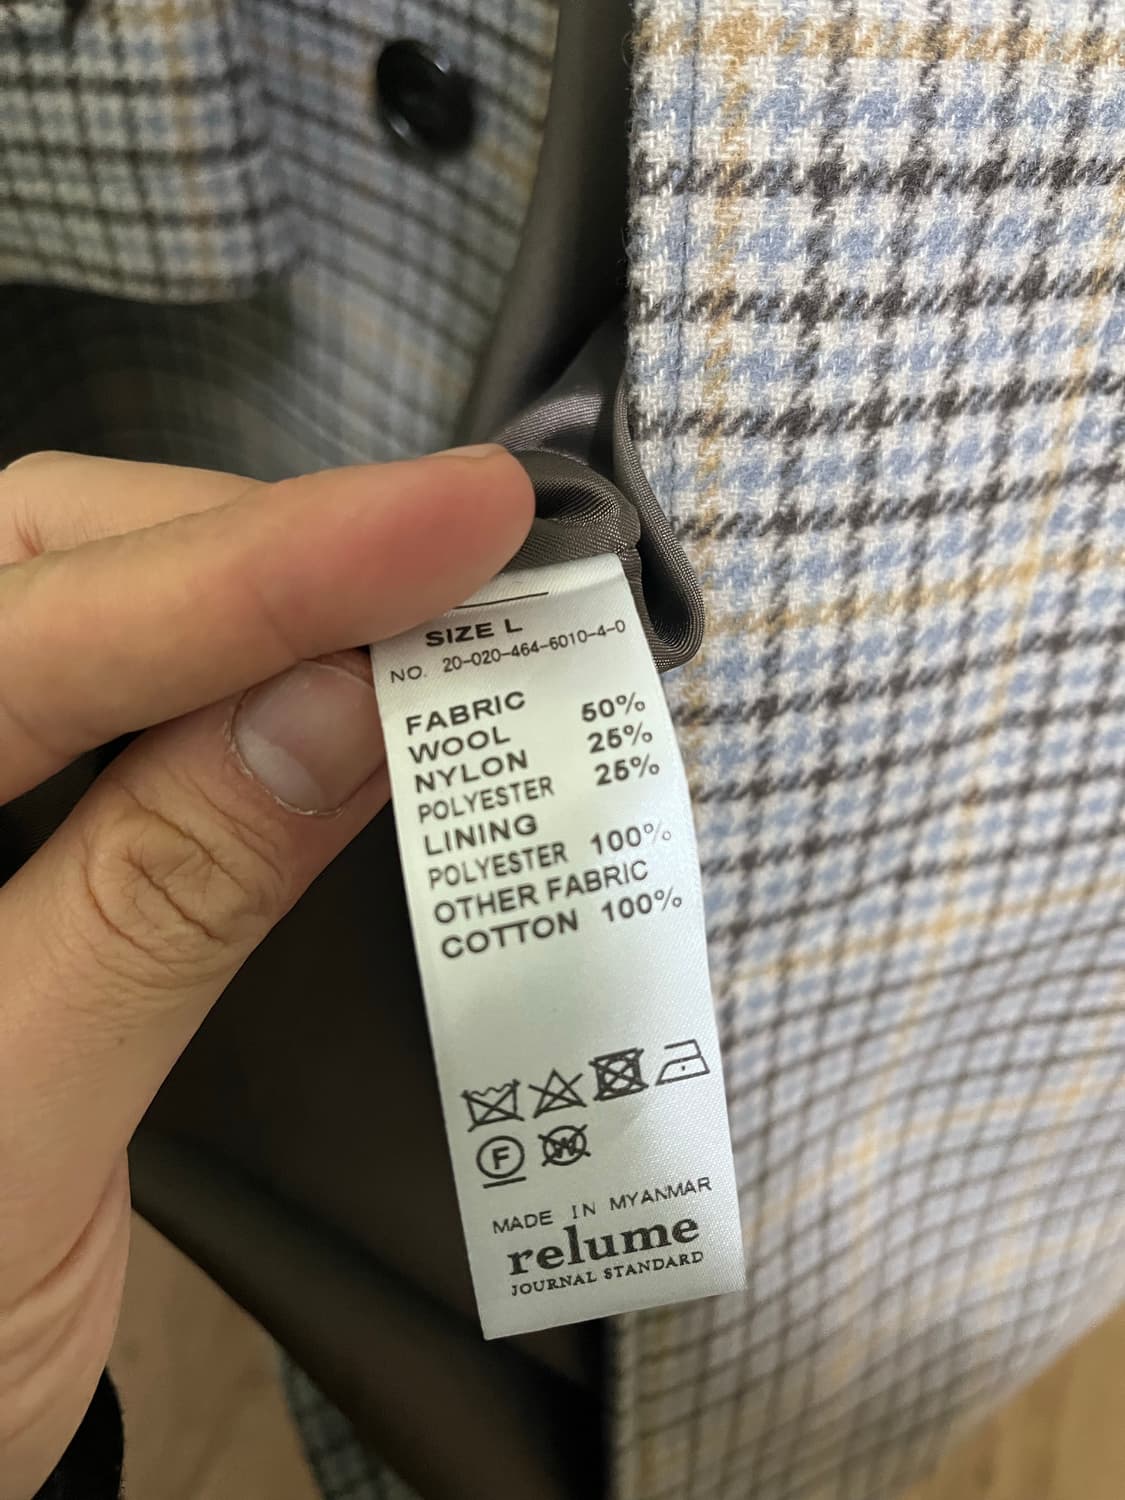 SIZE L
NO. 20-020-464-6010-4-0
FABRIC
WOOL 50%
NYLON 25%
POLYESTER 25%
LINING
POLYESTER 100%
OTHER FABRIC
COTTON 100%
F W
MADE IN MYANMAR
relume
JOURNAL STANDARD